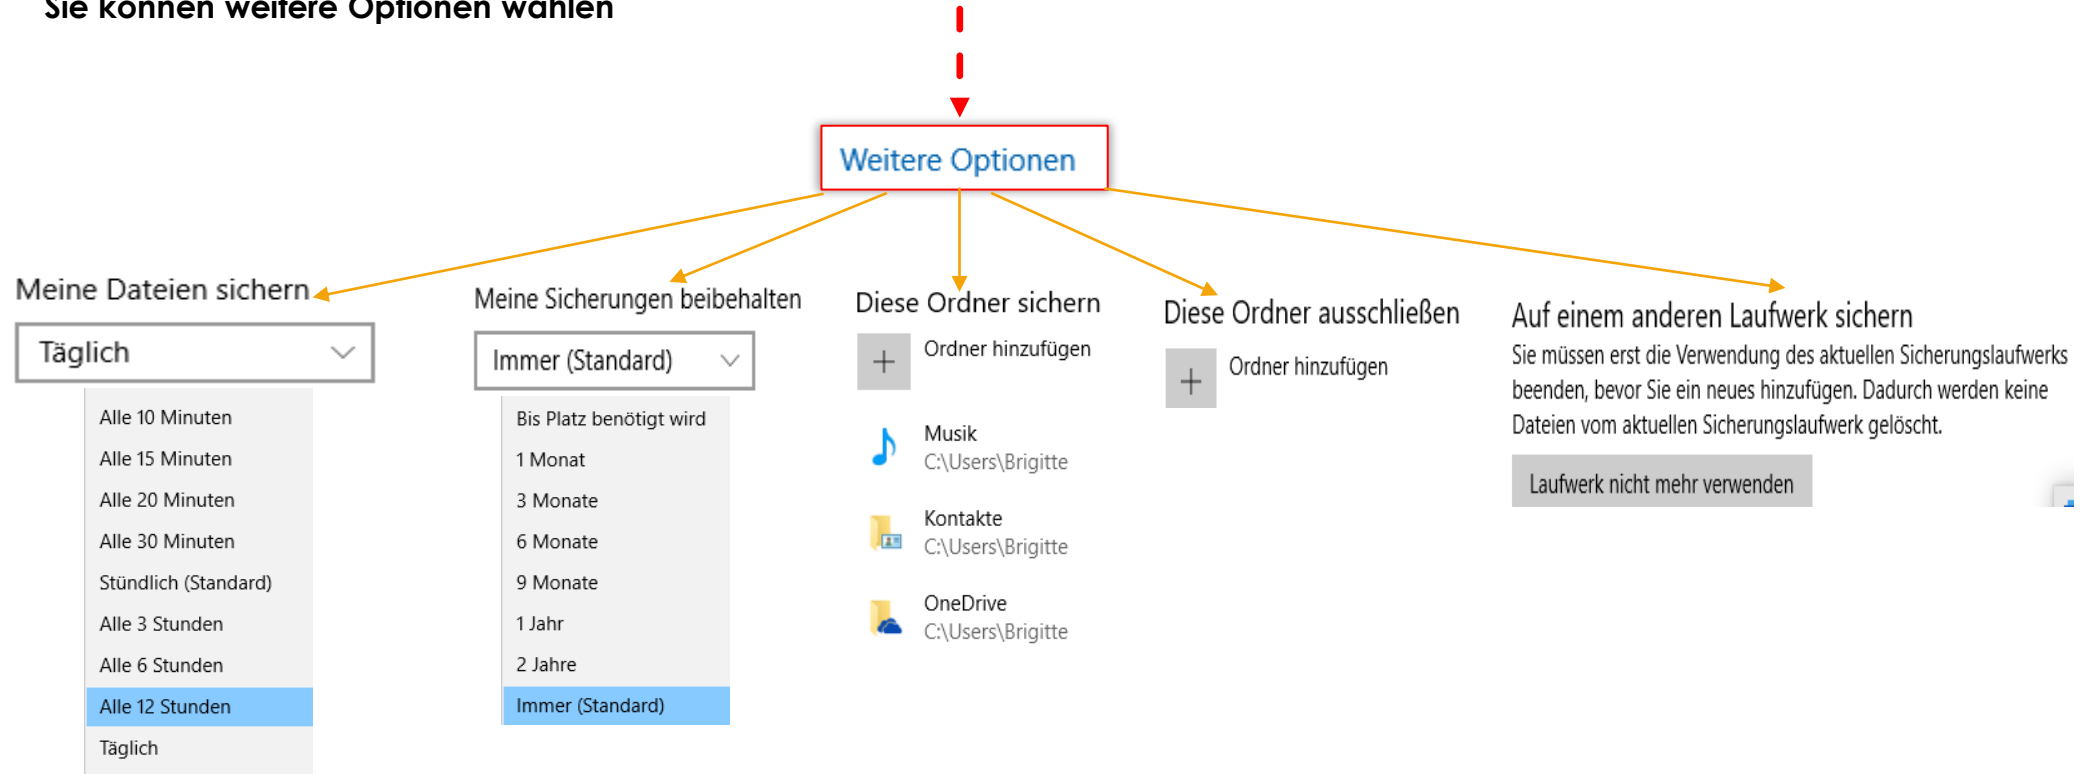 Sie können weitere Optionen wählen
Weitere Optionen
Meine Dateien sichern
Täglich
Alle 10 Minuten
Alle 15 Minuten
Alle 20 Minuten
Alle 30 Minuten
Stündlich (Standard)
Alle 3 Stunden
Alle 6 Stunden
Alle 12 Stunden
Täglich
Meine Sicherungen beibehalten
Immer (Standard)
Bis Platz benötigt wird
1 Monat
3 Monate
6 Monate
9 Monate
1 Jahr
2 Jahre
Immer (Standard)
Diese Ordner sichern
Ordner hinzufügen
Musik
C:\Users\Brigitte
Kontakte
C:\Users\Brigitte
OneDrive
C:\Users\Brigitte
Diese Ordner ausschließen
Ordner hinzufügen
Auf einem anderen Laufwerk sichern
Sie müssen erst die Verwendung des aktuellen Sicherungslaufwerks
beenden, bevor Sie ein neues hinzufügen. Dadurch werden keine
Dateien vom aktuellen Sicherungslaufwerk gelöscht.
Laufwerk nicht mehr verwenden